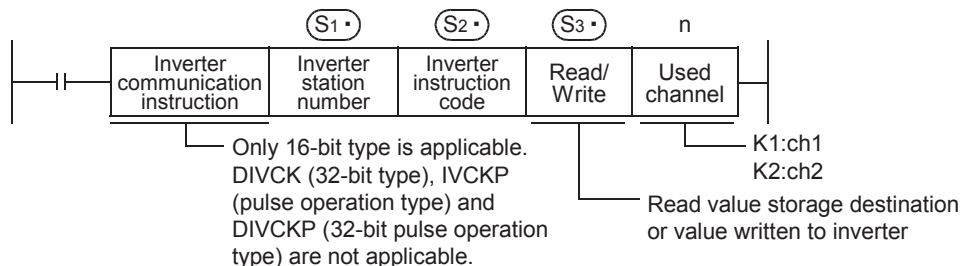 S1· S2· S3· n
Inverter communication instruction
Inverter station number
Inverter instruction code
Read/ Write
Used channel
Only 16-bit type is applicable.
DIVCK (32-bit type), IVCKP
(pulse operation type) and
DIVCKP (32-bit pulse operation
type) are not applicable.
K1:ch1
K2:ch2
Read value storage destination
or value written to inverter